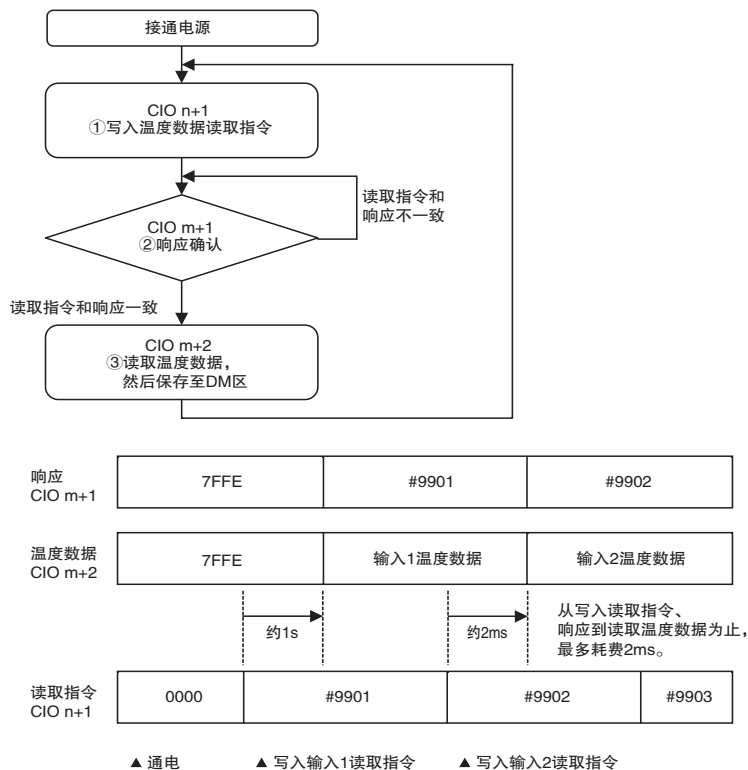 接通电源
CIO n+1
①写入温度数据读取指令
读取指令和
响应不一致
CIO m+1
②响应确认
读取指令和响应一致
CIO m+2
③读取温度数据，
然后保存至DM区
响应
CIO m+1
7FFE
#9901
#9902
温度数据
CIO m+2
7FFE
输入1温度数据
输入2温度数据
约1s
约2ms
从写入读取指令、
响应到读取温度数据为止，
最多耗费2ms。
读取指令
CIO n+1
0000
#9901
#9902
#9903
▲ 通电
▲ 写入输入1读取指令
▲ 写入输入2读取指令